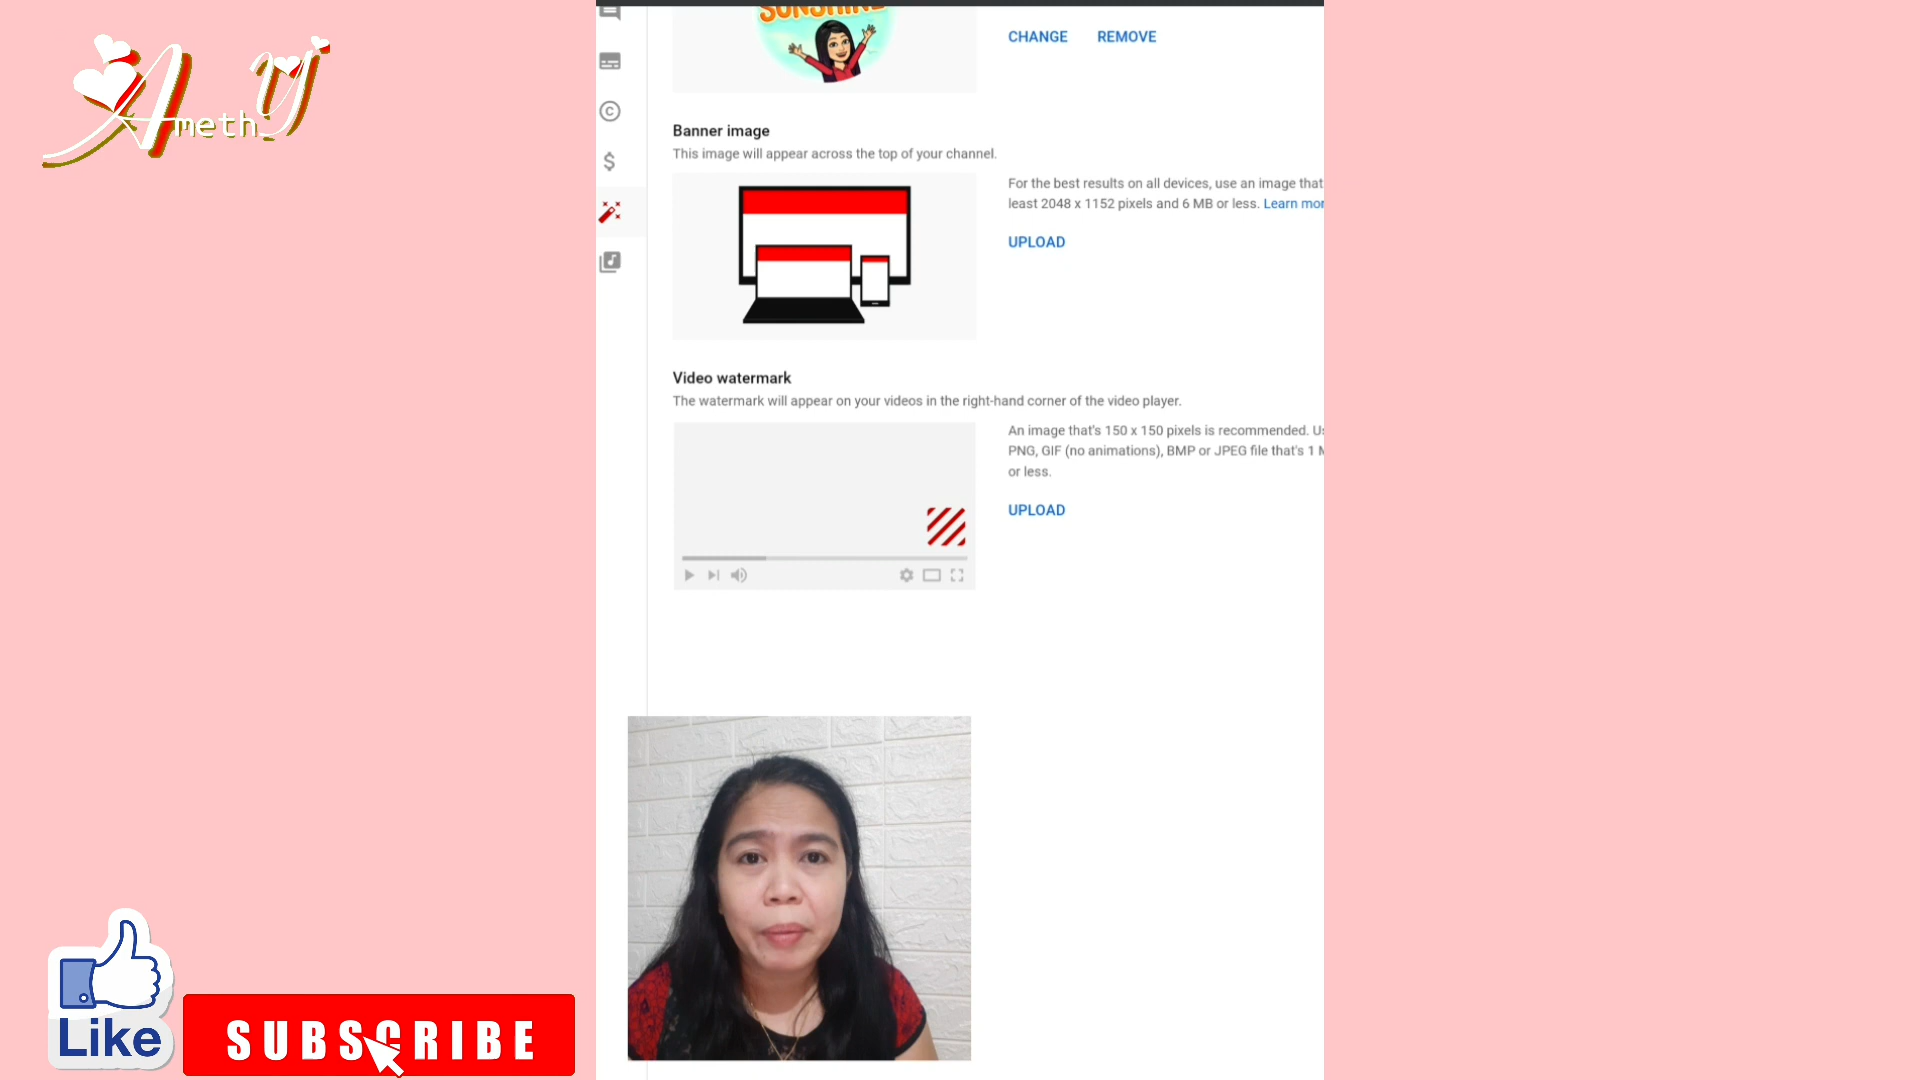 Amethy
SUNSHINE
CHANGE REMOVE
Banner image
This image will appear across the top of your channel.
For the best results on all devices, use an image that
least 2048 x 1152 pixels and 6 MB or less. Learn mor
UPLOAD
Video watermark
The watermark will appear on your videos in the right-hand corner of the video player.
An image that's 150 x 150 pixels is recommended. Us
PNG, GIF (no animations), BMP or JPEG file that's 1 M
or less.
UPLOAD
Like
SUBSCRIBE